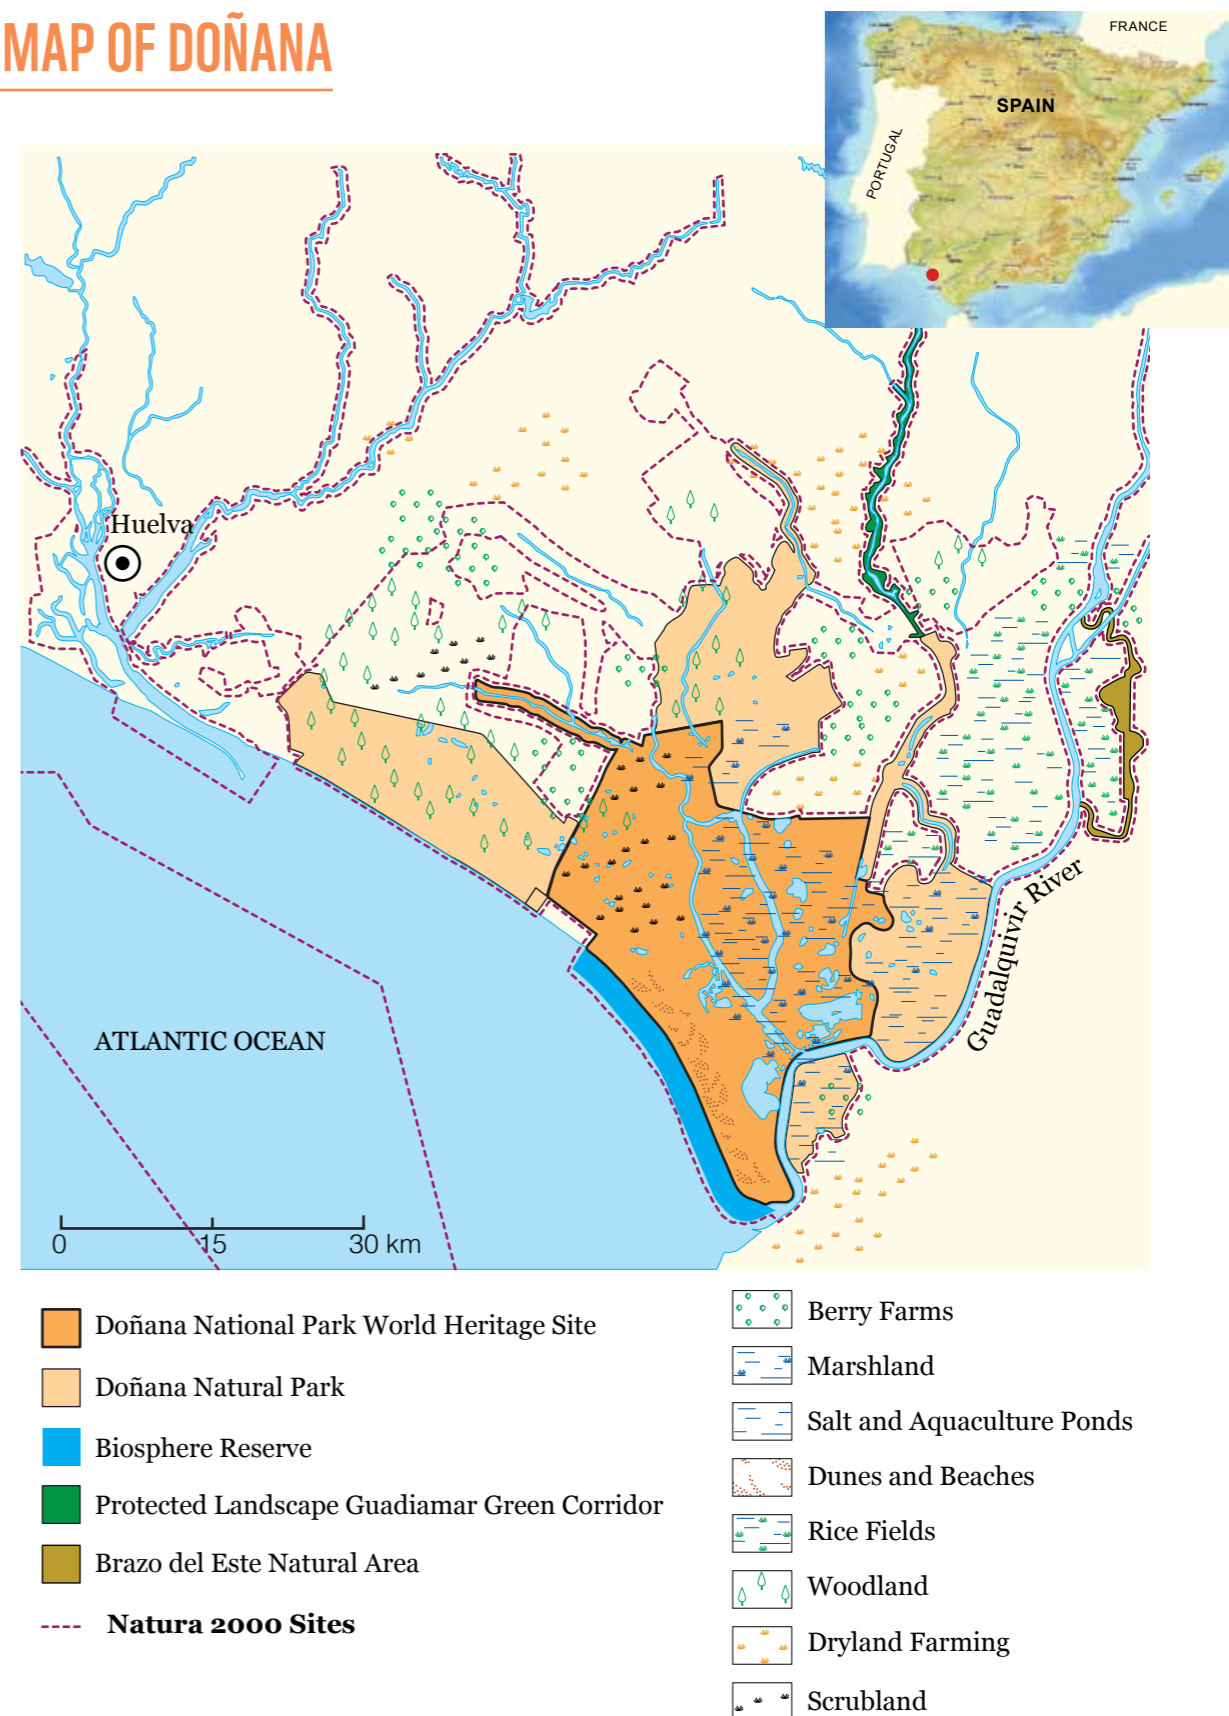 MAP OF DOÑANA
FRANCE
SPAIN
PORTUGAL
Huelva
Guadalquivir River
ATLANTIC OCEAN
0 15 30 km
Doñana National Park World Heritage Site
Doñana Natural Park
Biosphere Reserve
Protected Landscape Guadiamar Green Corridor
Brazo del Este Natural Area
Natura 2000 Sites
Berry Farms
Marshland
Salt and Aquaculture Ponds
Dunes and Beaches
Rice Fields
Woodland
Dryland Farming
Scrubland